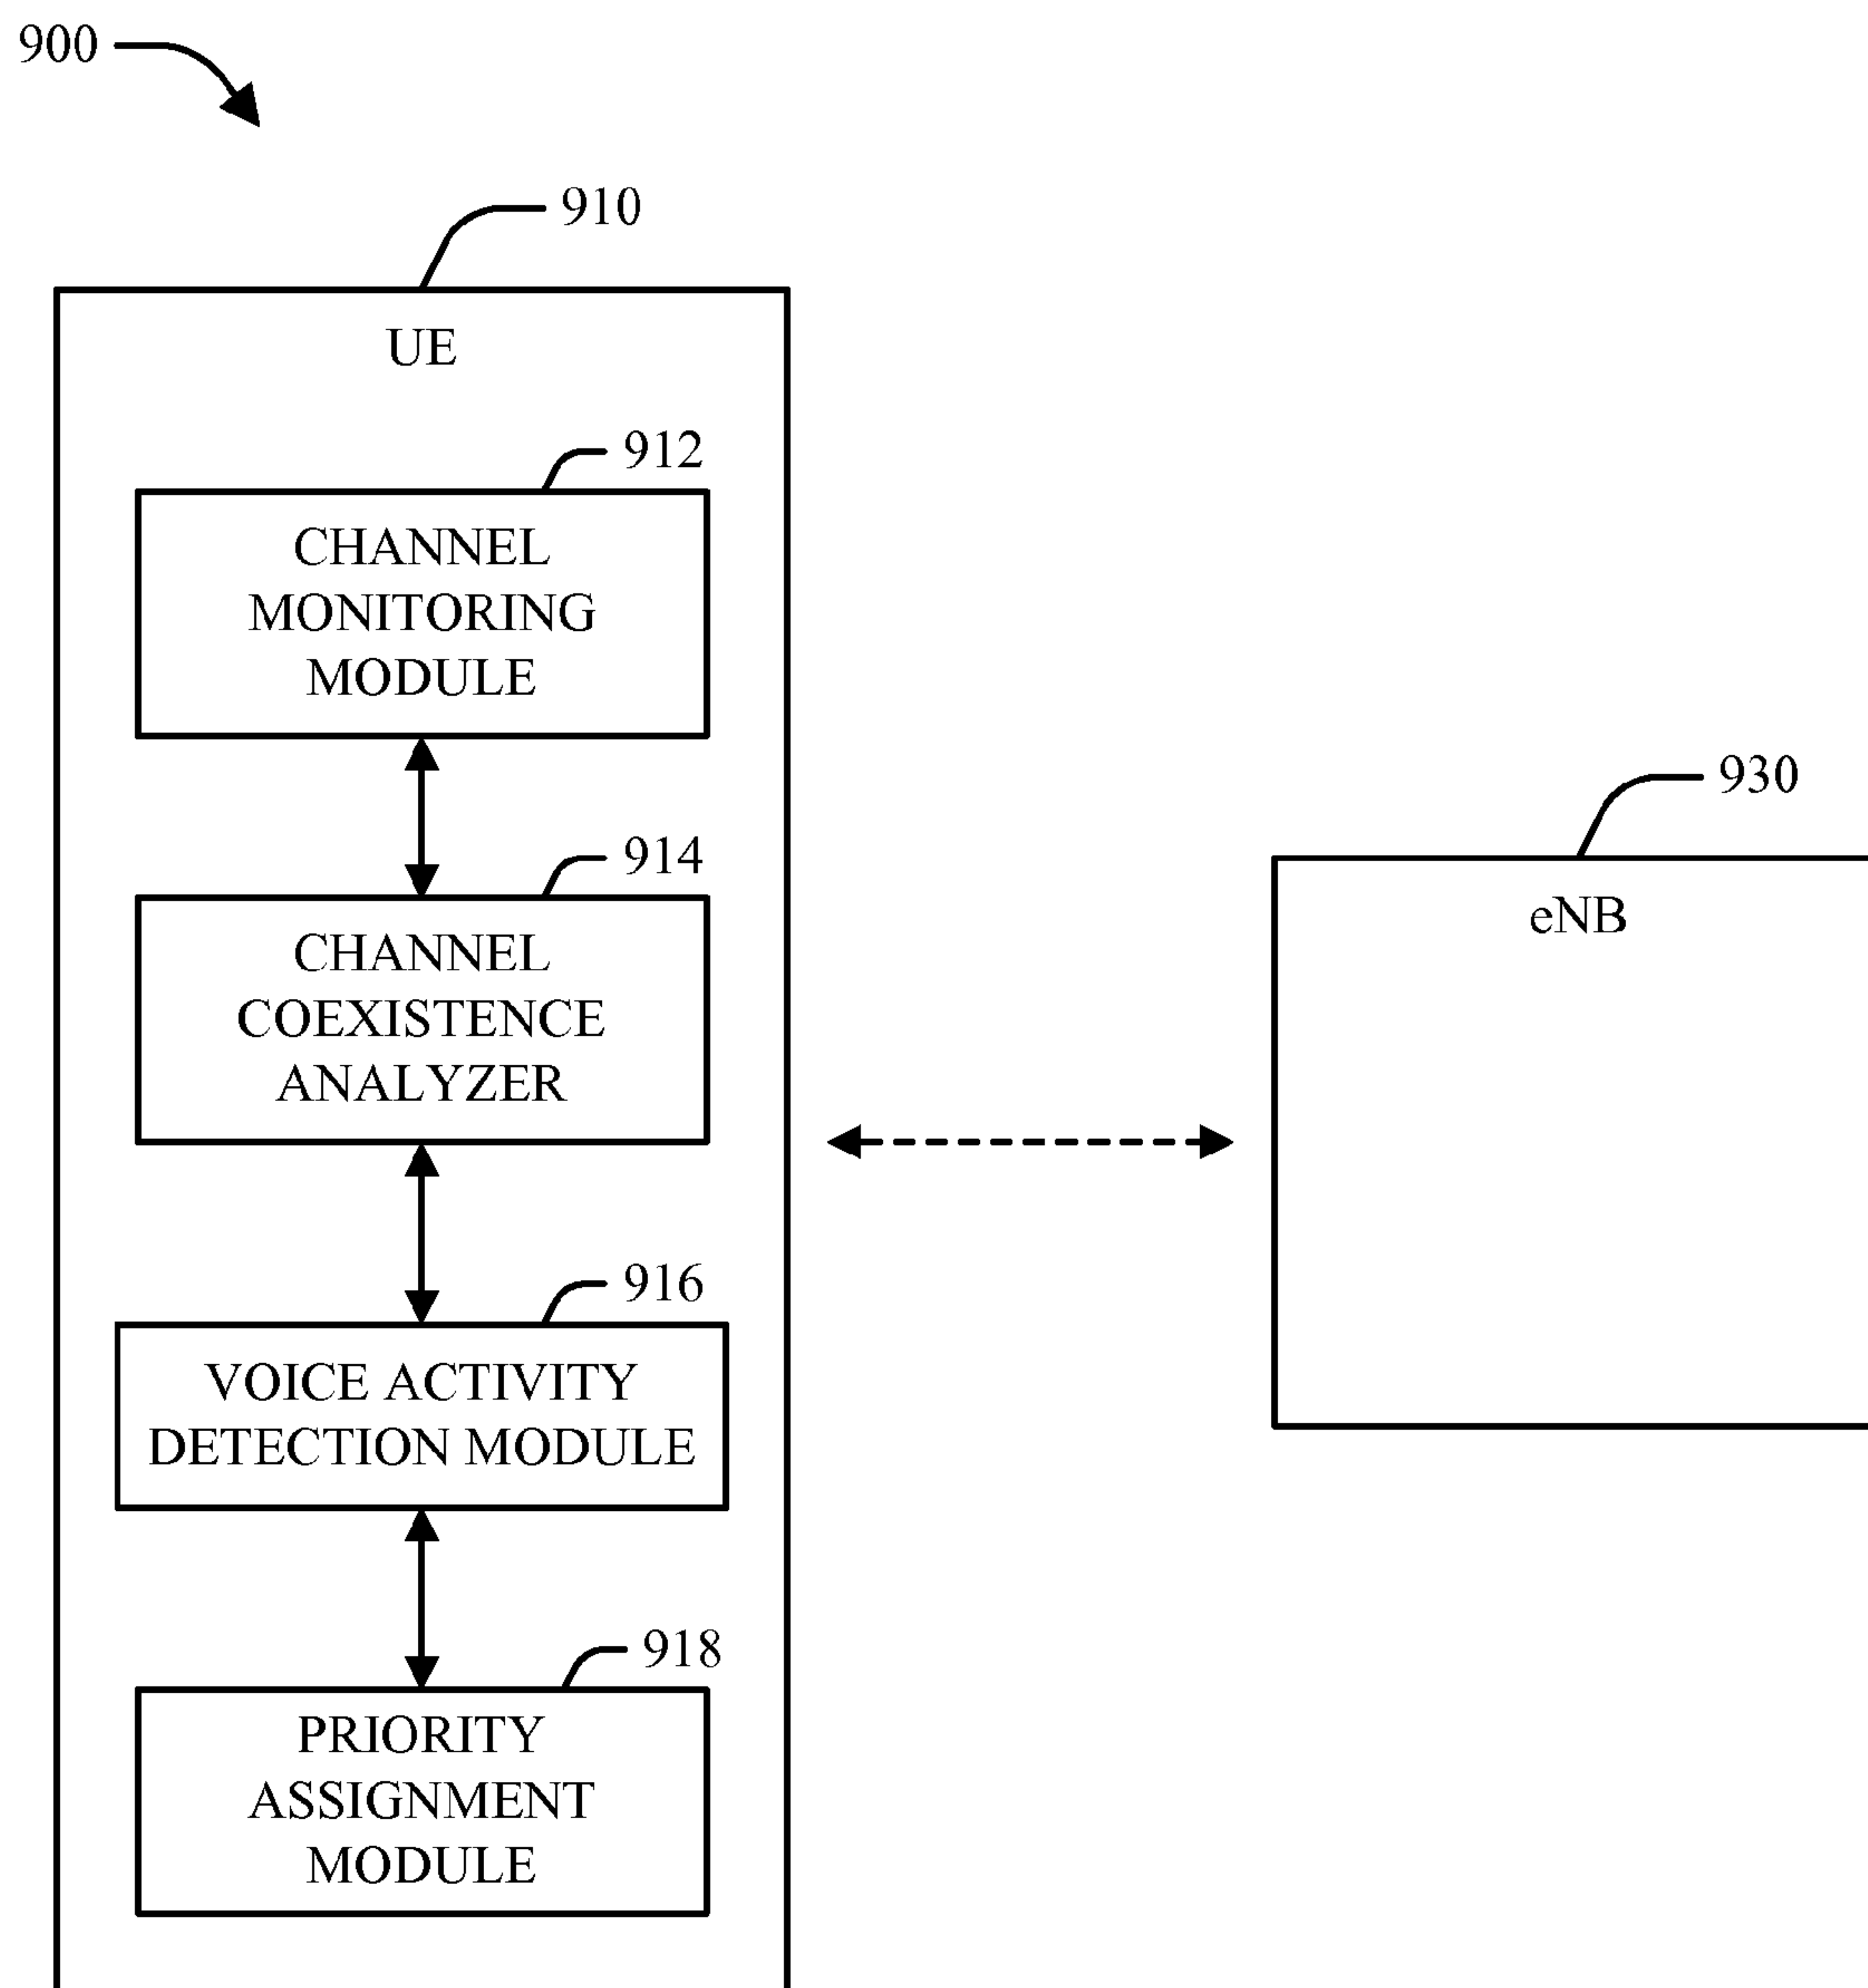 900
910
UE
912
CHANNEL
MONITORING
MODULE
914
CHANNEL
COEXISTENCE
ANALYZER
916
VOICE ACTIVITY
DETECTION MODULE
918
PRIORITY
ASSIGNMENT
MODULE
930
eNB